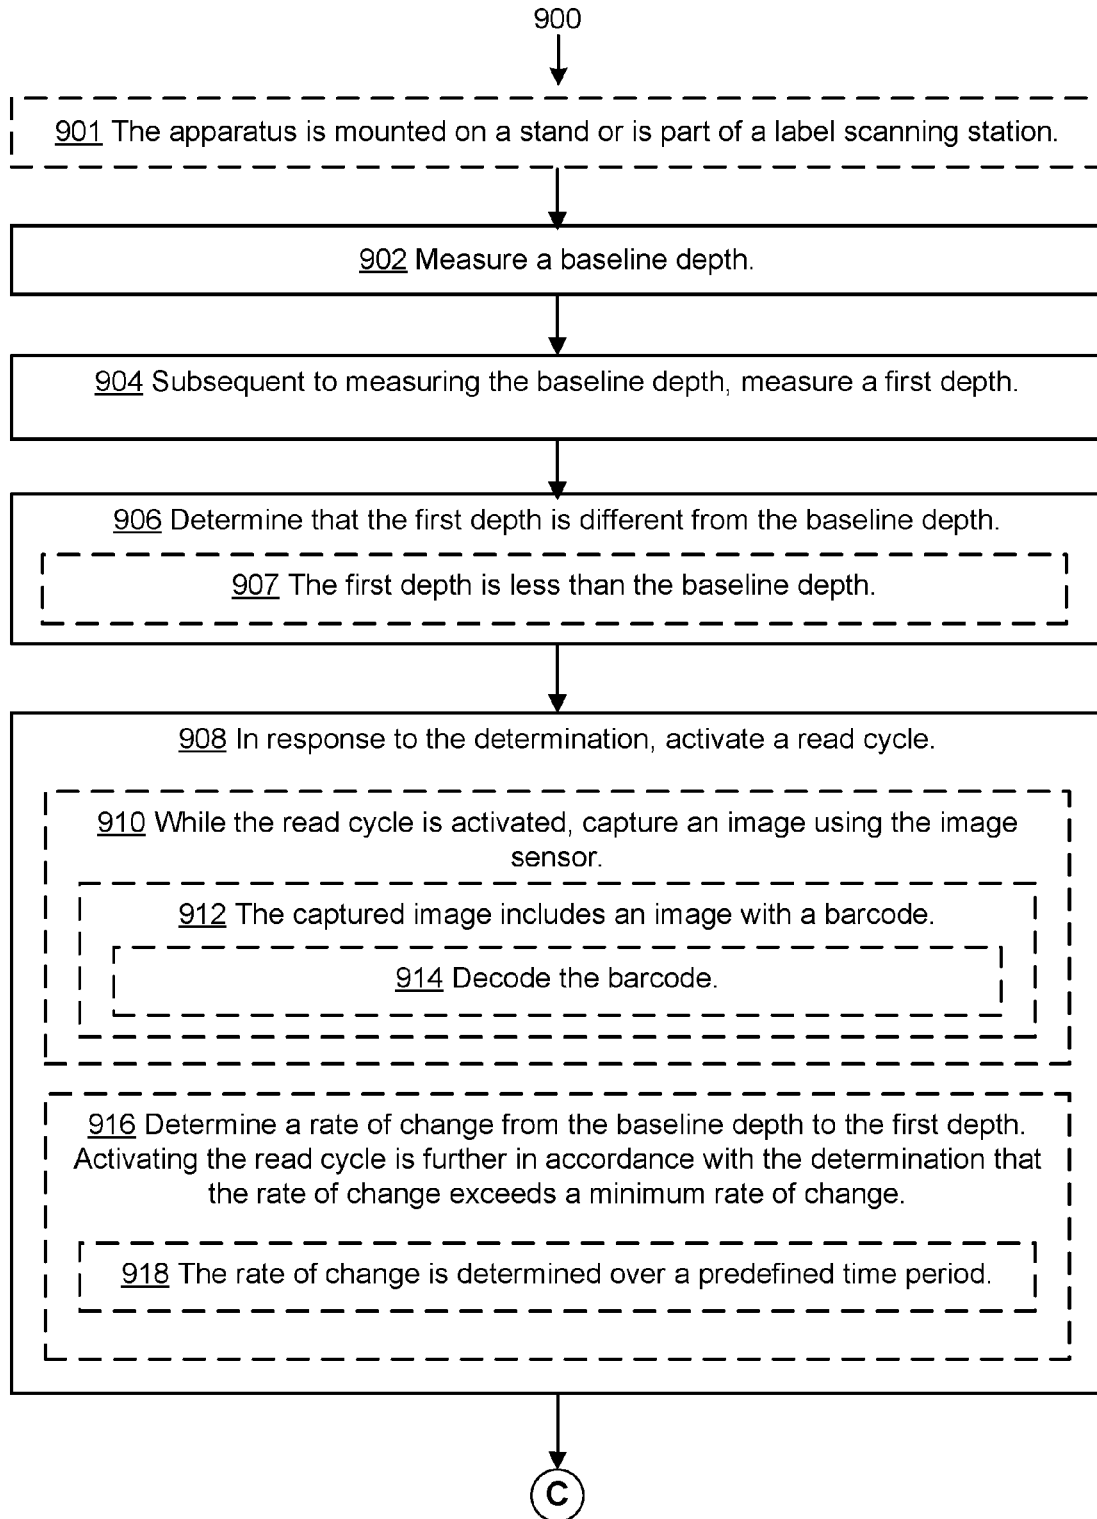 900
901 The apparatus is mounted on a stand or is part of a label scanning station.
902 Measure a baseline depth.
904 Subsequent to measuring the baseline depth, measure a first depth.
906 Determine that the first depth is different from the baseline depth.
907 The first depth is less than the baseline depth.
908 In response to the determination, activate a read cycle.
910 While the read cycle is activated, capture an image using the image
sensor.
912 The captured image includes an image with a barcode.
914 Decode the barcode.
916 Determine a rate of change from the baseline depth to the first depth.
Activating the read cycle is further in accordance with the determination that
the rate of change exceeds a minimum rate of change.
918 The rate of change is determined over a predefined time period.
C